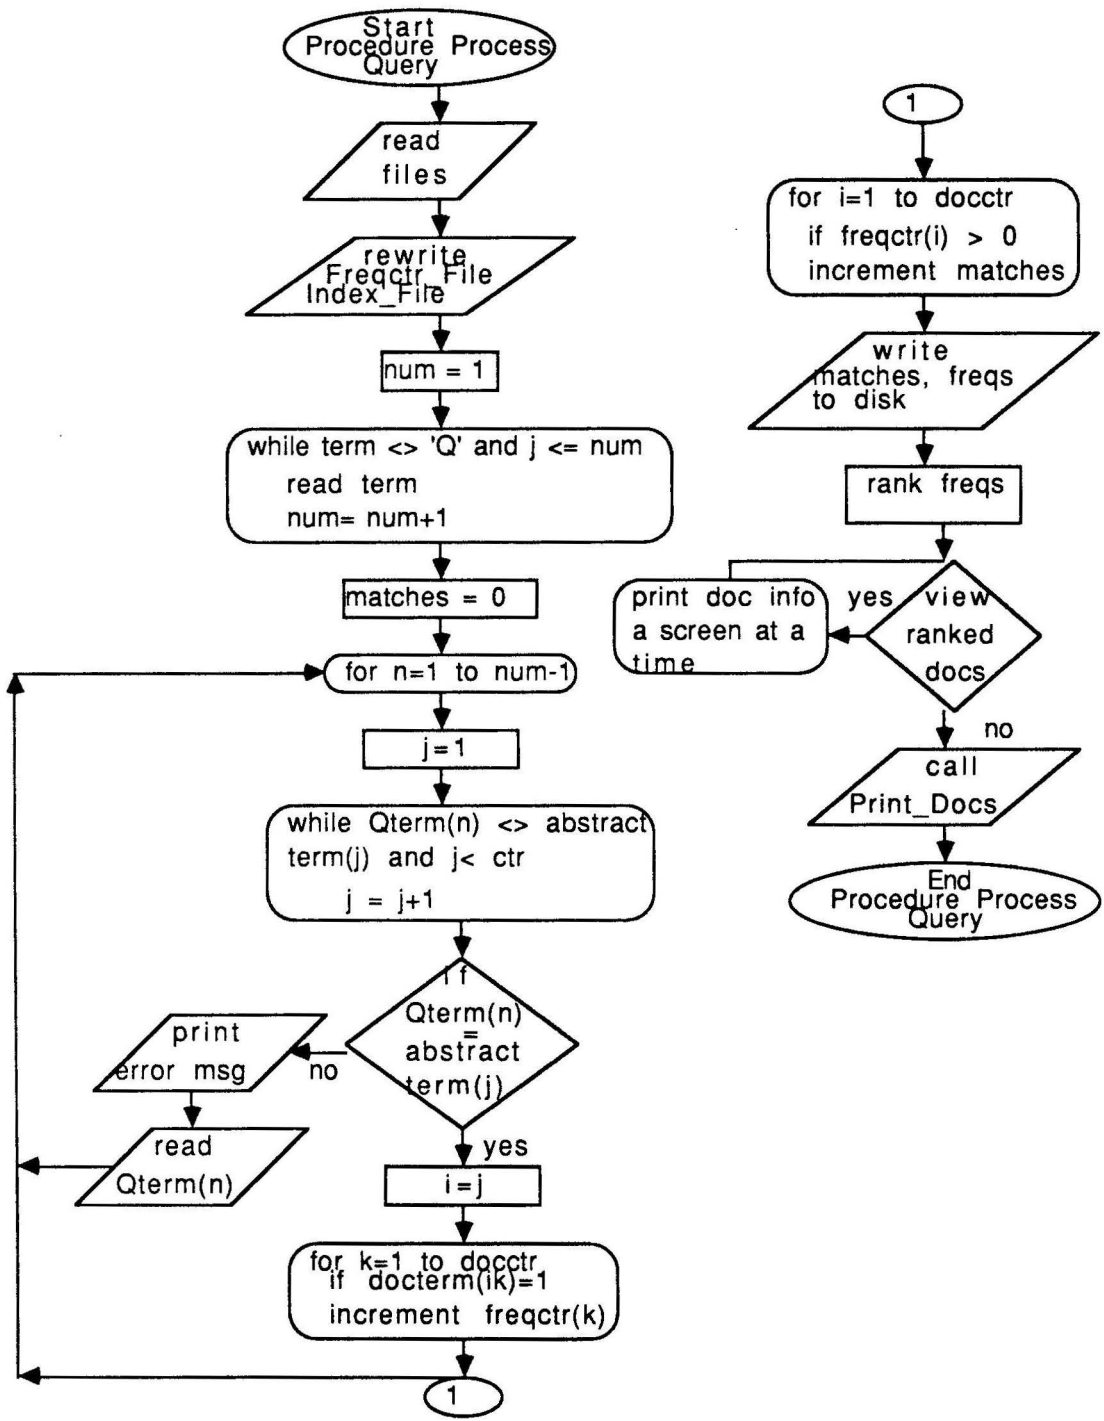 Start
Procedure Process
Query
read
files
rewrite
Freqctr_File
Index_File
num = 1
while term <> 'Q' and j <= num
read term
num= num+1
matches = 0
for n=1 to num-1
j=1
while Qterm(n) <> abstract
term(j) and j< ctr
j = j+1
If
Qterm(n)
=
abstract
term(j)
no
print
error msg
read
Qterm(n)
yes
i=j
for k=1 to docctr
if docterm(ik)=1
increment freqctr(k)
1
1
for i=1 to docctr
if freqctr(i) > 0
increment matches
write
matches, freqs
to disk
rank freqs
view
ranked
docs
yes
print doc info
a screen at a
time
no
call
Print_Docs
End
Procedure Process
Query